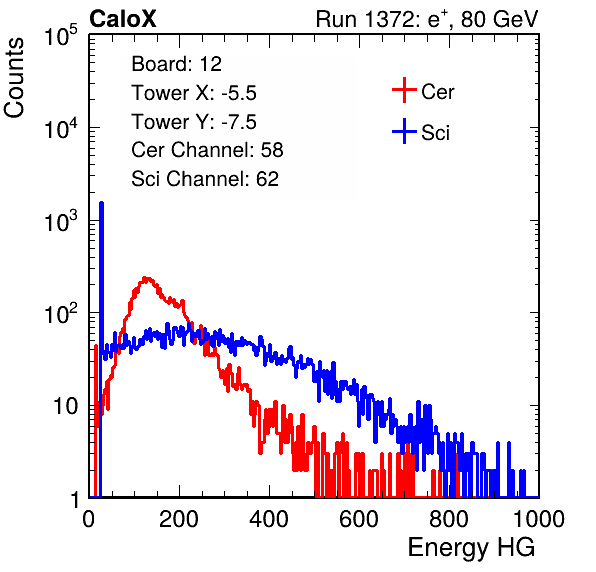 CaloX Run 1372: e+, 80 GeV
Counts
Board: 12
Tower X: -5.5
Tower Y: -7.5
Cer Channel: 58
Sci Channel: 62
Cer
Sci
10^5
10^4
10^3
10^2
10
1
0 200 400 600 800 1000
Energy HG